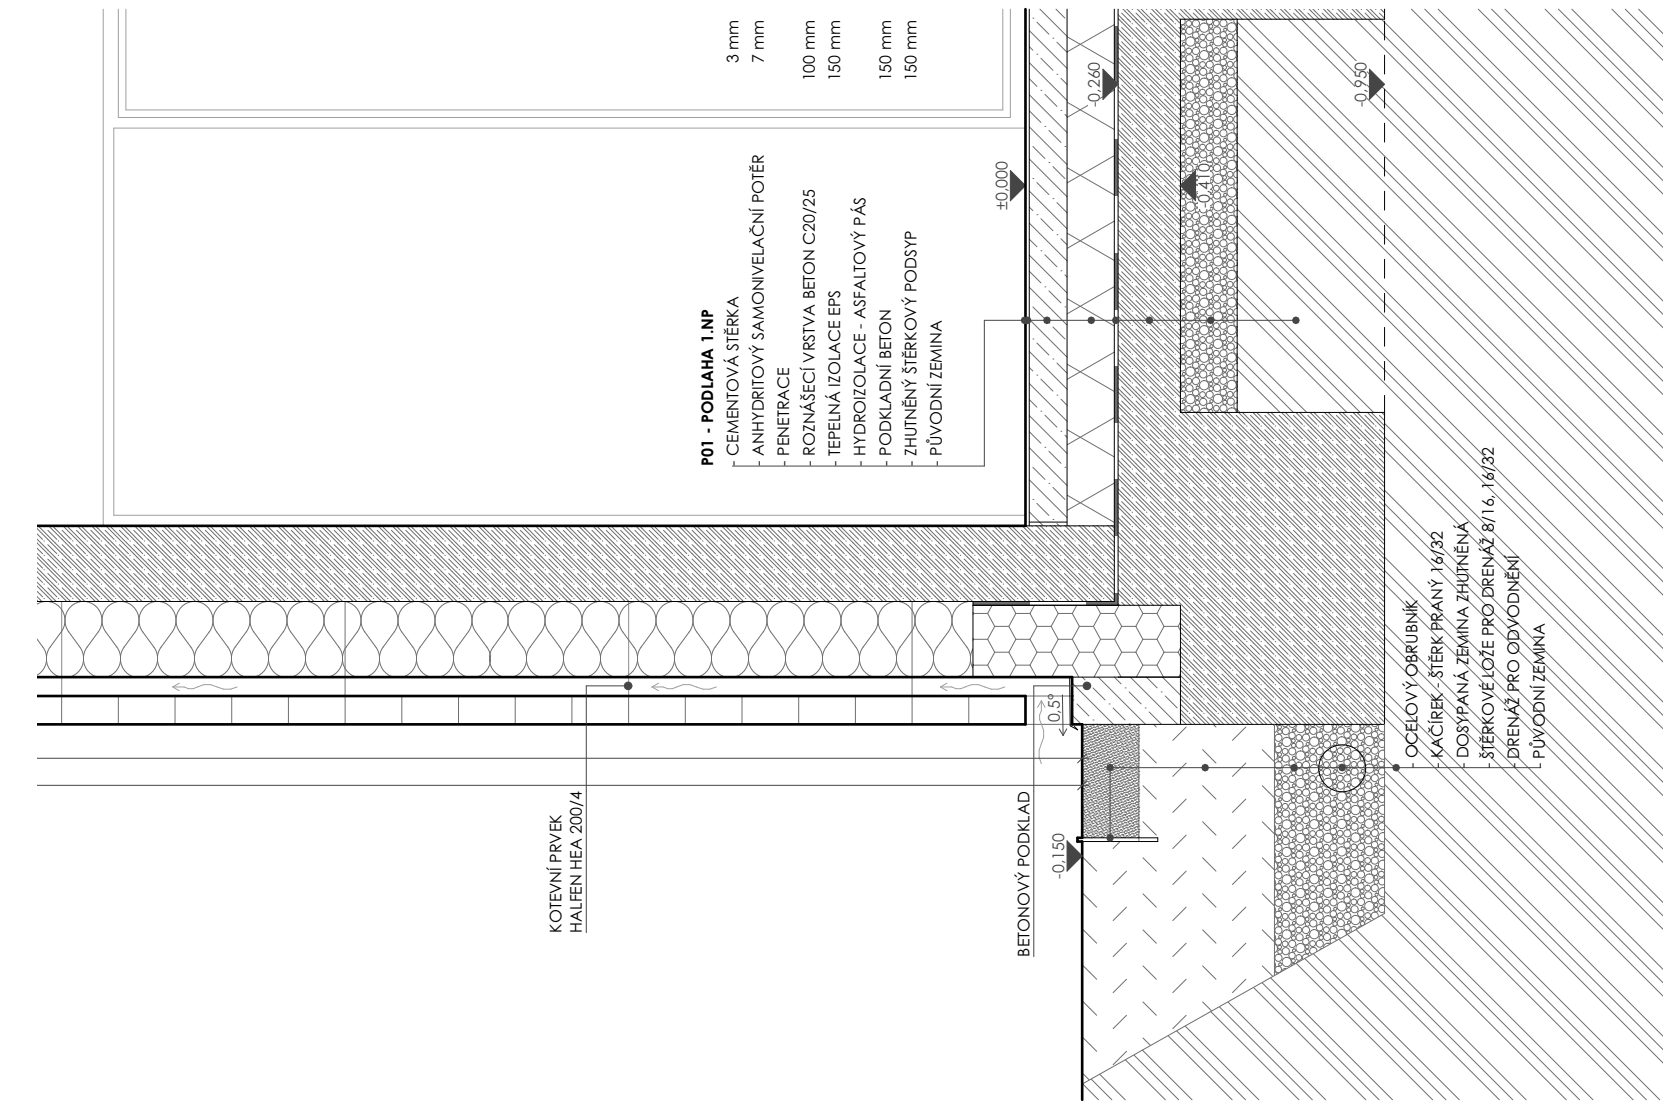 P01 - PODLAHA 1.NP
CEMENTOVÁ STĚRKA 3 mm
ANHYDRITOVÝ SAMONIVELAČNÍ POTĚR 7 mm
PENETRACE
ROZNÁŠECÍ VRSTVA BETON C20/25 100 mm
TEPELNÁ IZOLACE EPS 150 mm
HYDROIZOLACE - ASFALTOVÝ PÁS
PODKLADNÍ BETON 150 mm
ZHUTNĚNÝ ŠTĚRKOVÝ PODSYP 150 mm
PŮVODNÍ ZEMINA
±0,000
-0,260
-0,410
-0,950
KOTEVNÍ PRVEK
HALFEN HEA 200/4
BETONOVÝ PODKLAD
0,5°
-0,150
OCELOVÝ OBRUBNÍK
KAČÍREK - ŠTĚRK PRANÝ 16/32
DOSYPANÁ ZEMINA ZHUTNĚNÁ
ŠTĚRKOVÉ LOŽE PRO DRENÁŽ 8/16, 16/32
DRENÁŽ PRO ODVODNĚNÍ
PŮVODNÍ ZEMINA